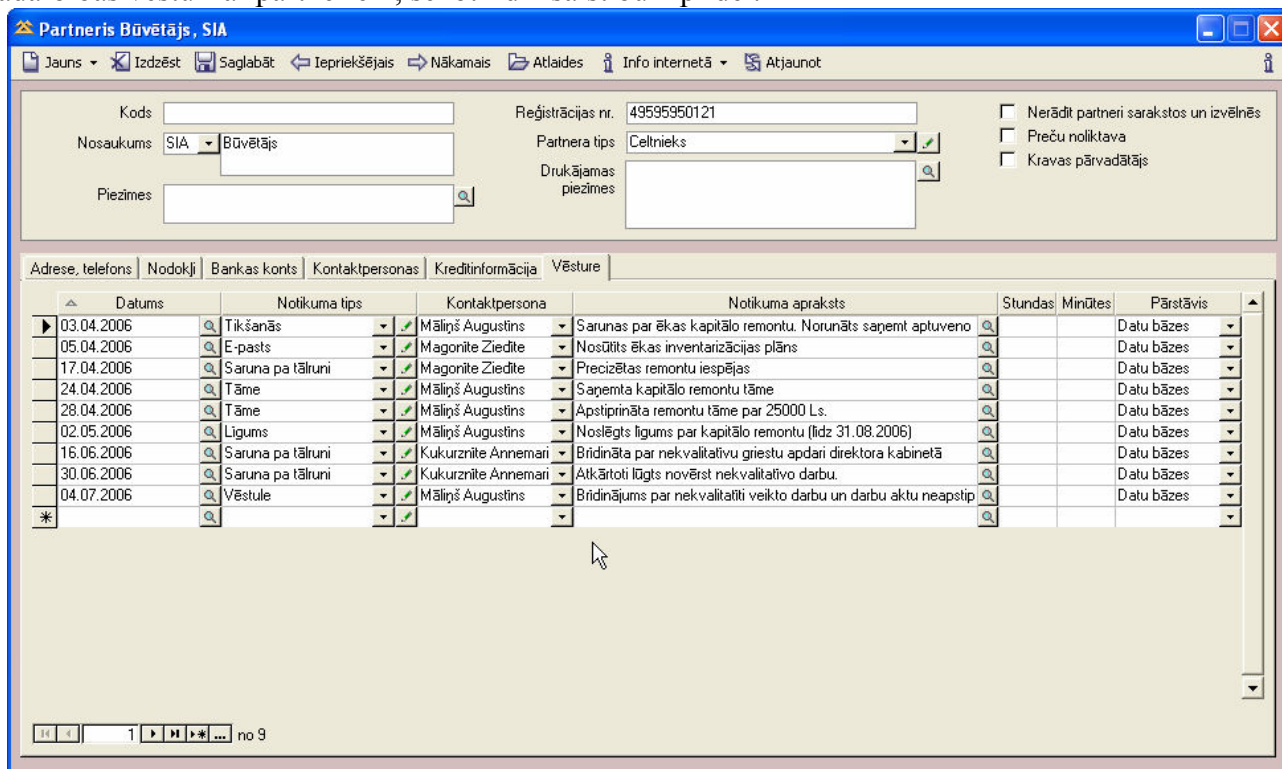 Partneris Būvētājs, SIA
Jauns Izdzēst Saglabāt Iepriekšējais Nākamais Atlaides Info internetā Atjaunot
Kods Reģistrācijas nr. 49595950121 Nerādīt partneri sarakstos un izvēlnēs
Nosaukums SIA Būvētājs Partnera tips Celtnieks Preču noliktava
Drukājamas piezīmes Kravas pārvadātājs
Piezīmes
Adrese, telefons Nodokļi Bankas konts Kontaktpersonas Kredītinformācija Vēsture
Datums Notikuma tips Kontaktpersona Notikuma apraksts Stundas Minūtes Pārstāvis
03.04.2006 Tikšanās Māliņš Augustīns Sarunas par ēkas kapitālo remontu. Norunāts saņemt aptuveno Datu bāzes
05.04.2006 E-pasts Magonīte Ziedīte Nosūtīts ēkas inventarizācijas plāns Datu bāzes
17.04.2006 Saruna pa tālruni Magonīte Ziedīte Precizētas remontu iespējas Datu bāzes
24.04.2006 Tāme Māliņš Augustīns Saņemta kapitālo remontu tāme Datu bāzes
28.04.2006 Tāme Māliņš Augustīns Apstiprināta remontu tāme par 25000 Ls. Datu bāzes
02.05.2006 Līgums Māliņš Augustīns Noslēgts līgums par kapitālo remontu (līdz 31.08.2006) Datu bāzes
16.06.2006 Saruna pa tālruni Kukurznīte Annemari Brīdināta par nekvalitatīvu griestu apdari direktora kabinetā Datu bāzes
30.06.2006 Saruna pa tālruni Kukurznīte Annemari Atkārtoti lūgts novērst nekvalitatīvo darbu. Datu bāzes
04.07.2006 Vēstule Māliņš Augustīns Brīdinājums par nekvalitatīti veikto darbu un darbu aktu neapstip Datu bāzes
1 ... no 9